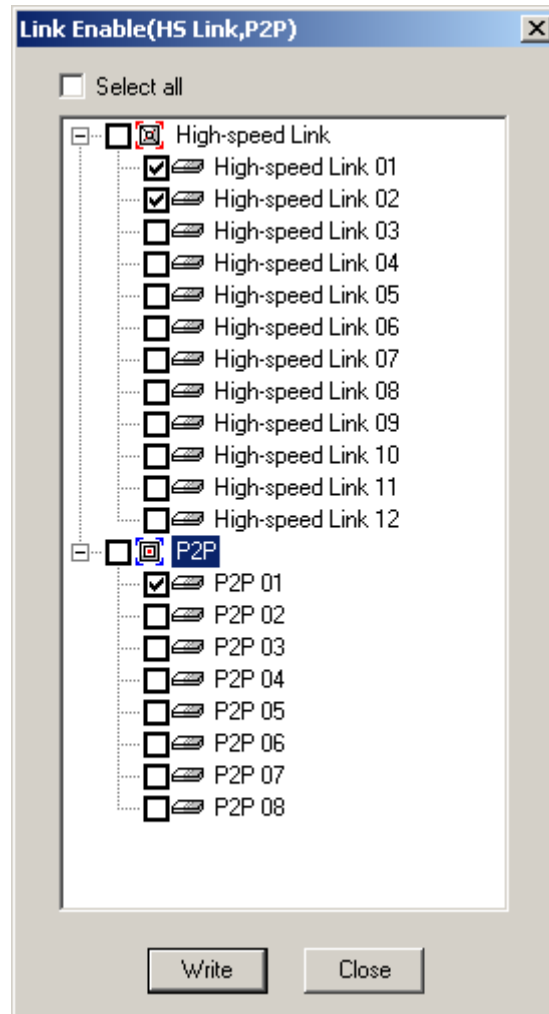 Link Enable(HS Link,P2P)
Select all
High-speed Link
High-speed Link 01
High-speed Link 02
High-speed Link 03
High-speed Link 04
High-speed Link 05
High-speed Link 06
High-speed Link 07
High-speed Link 08
High-speed Link 09
High-speed Link 10
High-speed Link 11
High-speed Link 12
P2P
P2P 01
P2P 02
P2P 03
P2P 04
P2P 05
P2P 06
P2P 07
P2P 08
Write Close